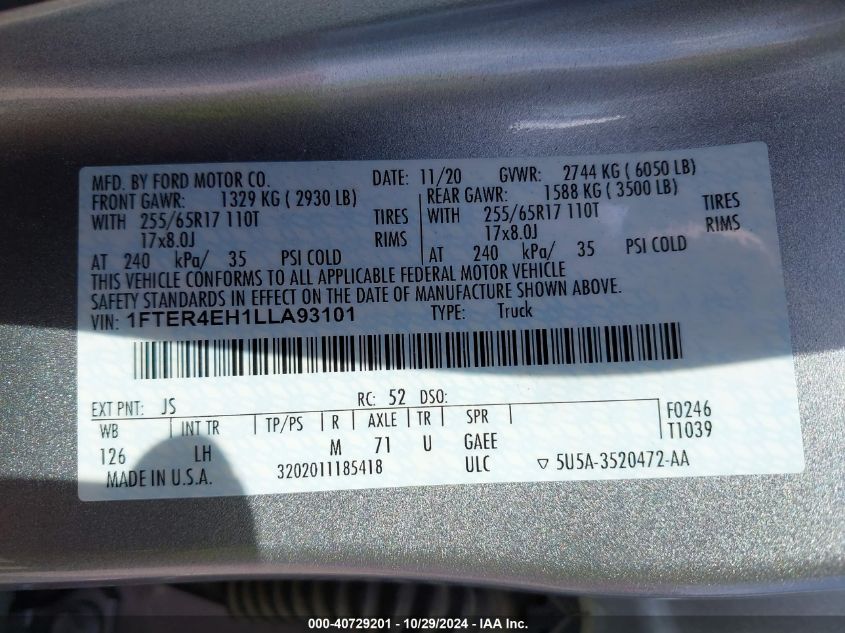 MFD. BY FORD MOTOR CO. DATE: 11/20 GVWR: 2744 KG ( 6050 LB)
FRONT GAWR: 1329 KG ( 2930 LB) REAR GAWR: 1588 KG ( 3500 LB)
WITH 255/65R17 110T TIRES WITH 255/65R17 110T TIRES
17x8.0J RIMS 17x8.0J RIMS
AT 240 kPa/ 35 PSI COLD AT 240 kPa/ 35 PSI COLD
THIS VEHICLE CONFORMS TO ALL APPLICABLE FEDERAL MOTOR VEHICLE
SAFETY STANDARDS IN EFFECT ON THE DATE OF MANUFACTURE SHOWN ABOVE.
VIN: 1FTER4EH1LLA93101 TYPE: Truck
EXT PNT: JS RC: 52 DSO:
WB INT TR TP/PS R AXLE TR SPR F0246
126 LH M 71 U GAEE T1039
MADE IN U.S.A. 3202011185418 ULC ▽ 5U5A-3520472-AA
000-40729201 - 10/29/2024 - IAA Inc.